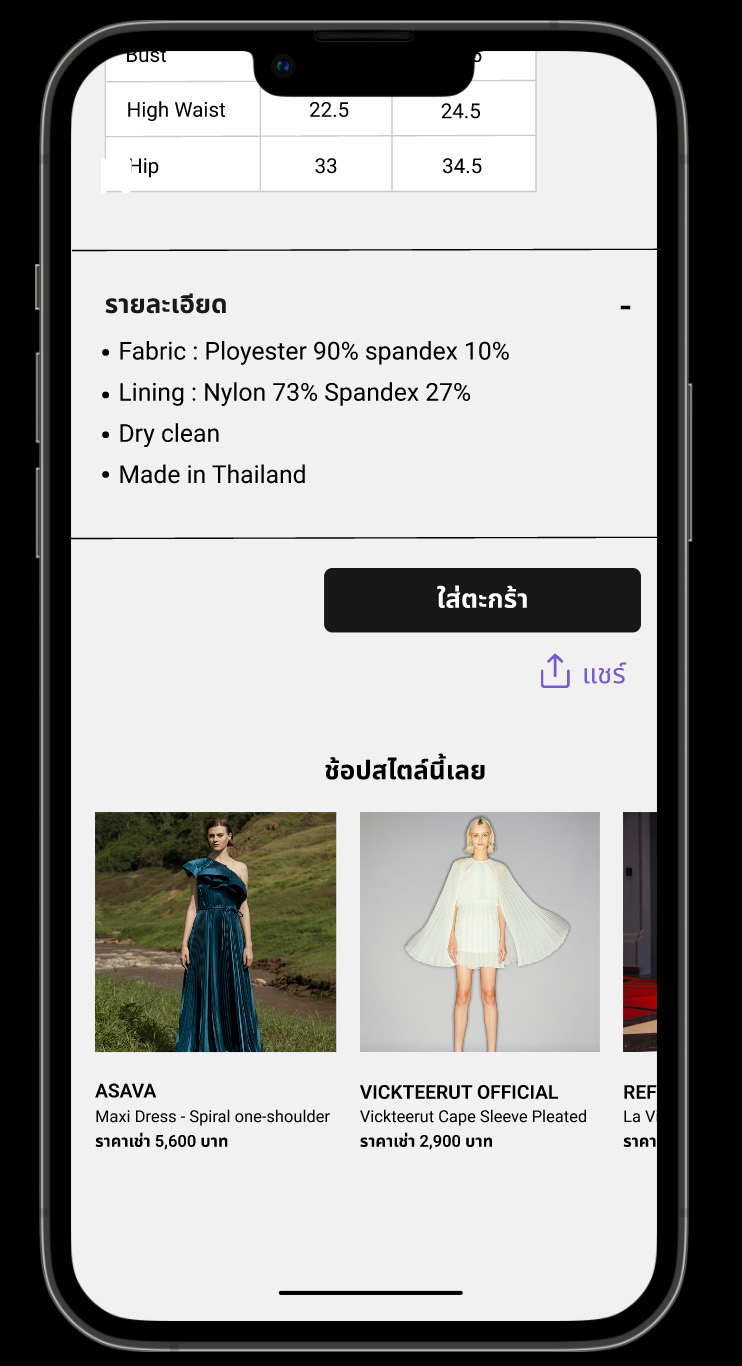 Bust
High Waist 22.5 24.5
Hip 33 34.5
รายละเอียด -
• Fabric : Ployester 90% spandex 10%
• Lining : Nylon 73% Spandex 27%
• Dry clean
• Made in Thailand
ใส่ตะกร้า
แชร์
ช้อปสไตล์นี้เลย
ASAVA
Maxi Dress - Spiral one-shoulder
ราคาเช่า 5,600 บาท
VICKTEERUT OFFICIAL
Vickteerut Cape Sleeve Pleated
ราคาเช่า 2,900 บาท
REF
La V
ราคา